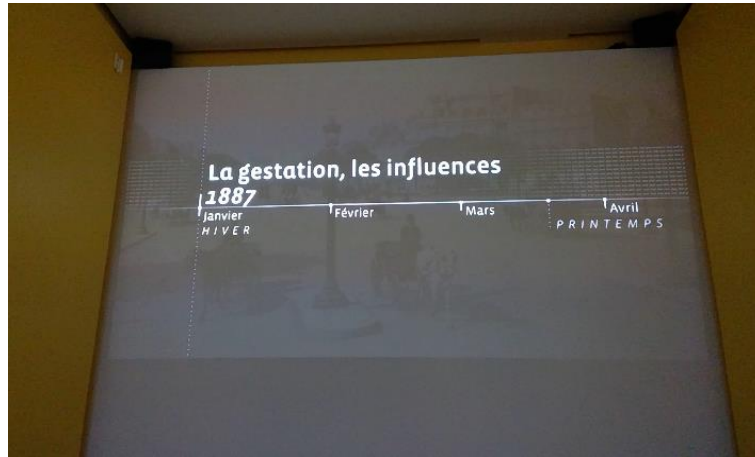 La gestation, les influences
1887
Janvier Février Mars Avril
HIVER PRINTEMPS